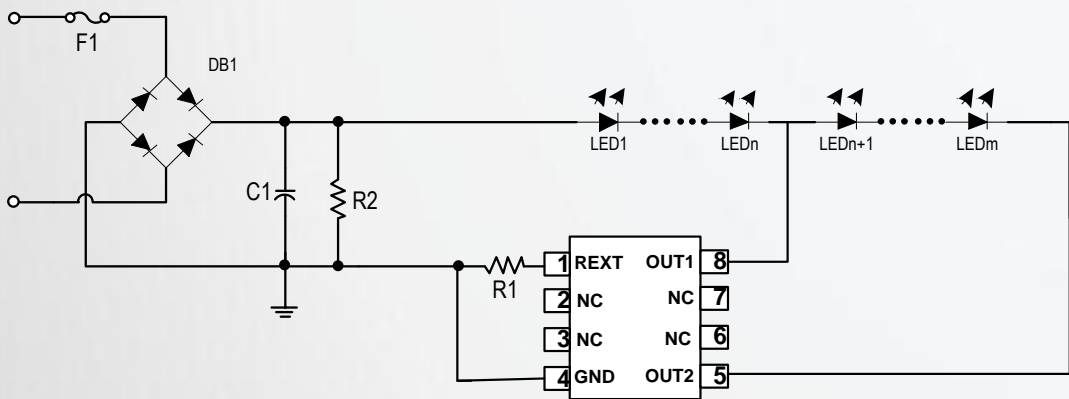 F1
DB1
LED1
LEDn
LEDn+1
LEDm
C1
R2
R1
1 REXT OUT1 8
2 NC NC 7
3 NC NC 6
4 GND OUT2 5